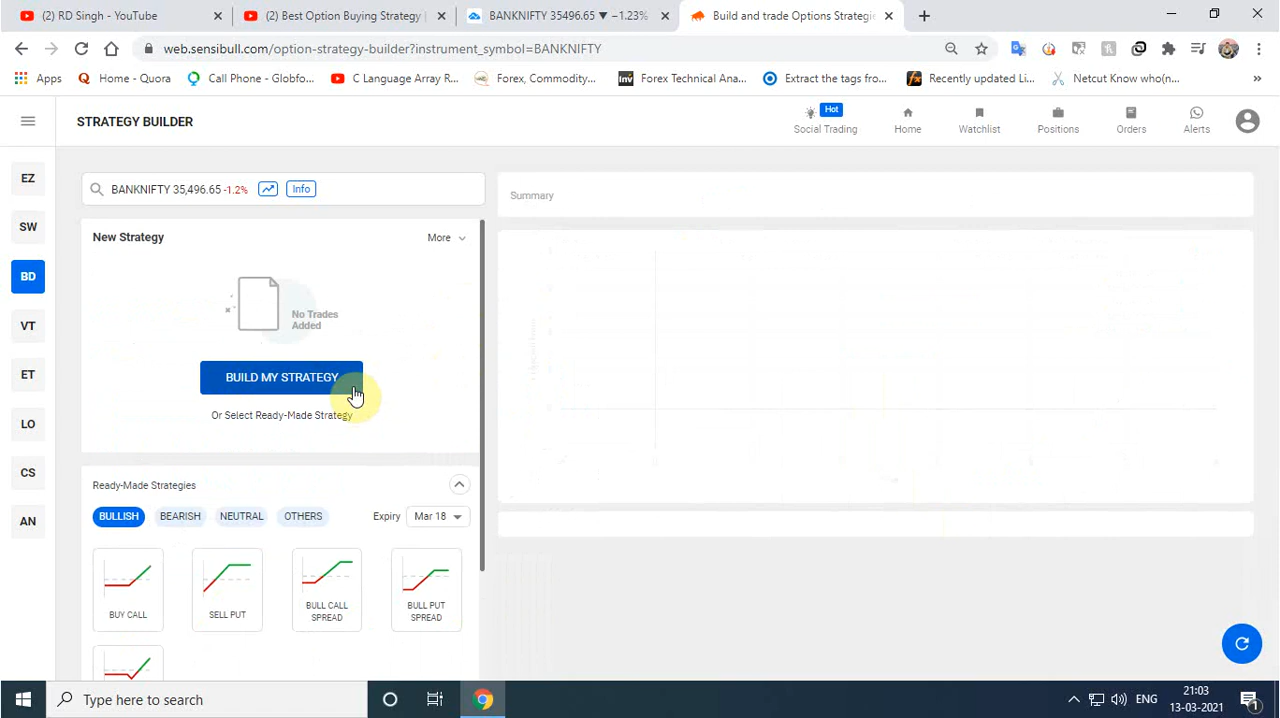 (2) RD Singh - YouTube
(2) Best Option Buying Strategy |
BANKNIFTY 35496.65 ▼ −1.23%
Build and trade Options Strategi
web.sensibull.com/option-strategy-builder?instrument_symbol=BANKNIFTY
Apps
Home - Quora
Call Phone - Globfo...
C Language Array R...
Forex, Commodity...
Forex Technical Ana...
Extract the tags fro...
Recently updated Li...
Netcut Know who(n...
»
STRATEGY BUILDER
Hot
Social Trading
Home
Watchlist
Positions
Orders
Alerts
EZ
SW
BD
VT
ET
LO
CS
AN
BANKNIFTY 35,496.65 -1.2%
Info
Summary
New Strategy
More
No Trades
Added
BUILD MY STRATEGY
Or Select Ready-Made Strategy
Ready-Made Strategies
BULLISH
BEARISH
NEUTRAL
OTHERS
Expiry
Mar 18
BUY CALL
SELL PUT
BULL CALL
SPREAD
BULL PUT
SPREAD
Type here to search
ENG
21:03
13-03-2021
1